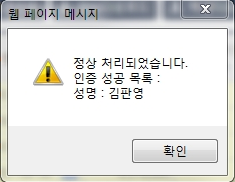 웹 페이지 메시지
정상 처리되었습니다.
인증 성공 목록 :
성명 : 김판영
확인